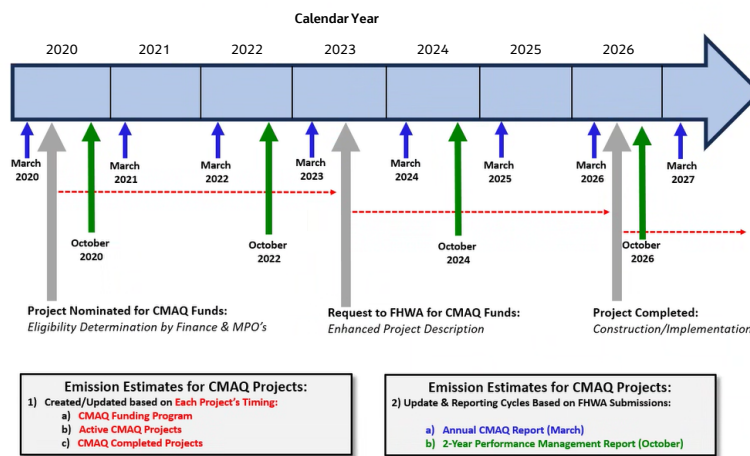 Calendar Year
2020 2021 2022 2023 2024 2025 2026
March 2020
March 2021
March 2022
March 2023
March 2024
March 2025
March 2026
March 2027
October 2020
October 2022
October 2024
October 2026
Project Nominated for CMAQ Funds:
Eligibility Determination by Finance & MPO's
Request to FHWA for CMAQ Funds:
Enhanced Project Description
Project Completed:
Construction/Implementation
Emission Estimates for CMAQ Projects:
1) Created/Updated based on Each Project's Timing:
a) CMAQ Funding Program
b) Active CMAQ Projects
c) CMAQ Completed Projects
Emission Estimates for CMAQ Projects:
2) Update & Reporting Cycles Based on FHWA Submissions:
a) Annual CMAQ Report (March)
b) 2-Year Performance Management Report (October)